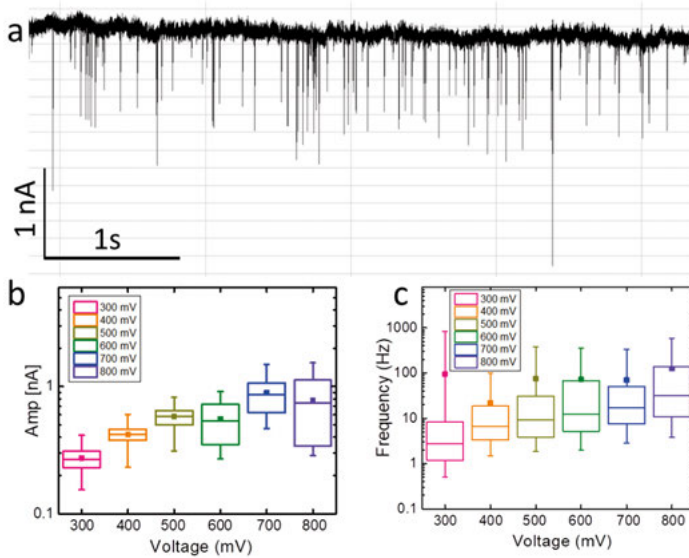 a
1 nA
1s
b
300 mV
400 mV
500 mV
600 mV
700 mV
800 mV
Amp [nA]
1
0.1
300 400 500 600 700 800
Voltage (mV)
c
300 mV
400 mV
500 mV
600 mV
700 mV
800 mV
Frequency (Hz)
1000
100
10
1
0.1
300 400 500 600 700 800
Voltage (mV)